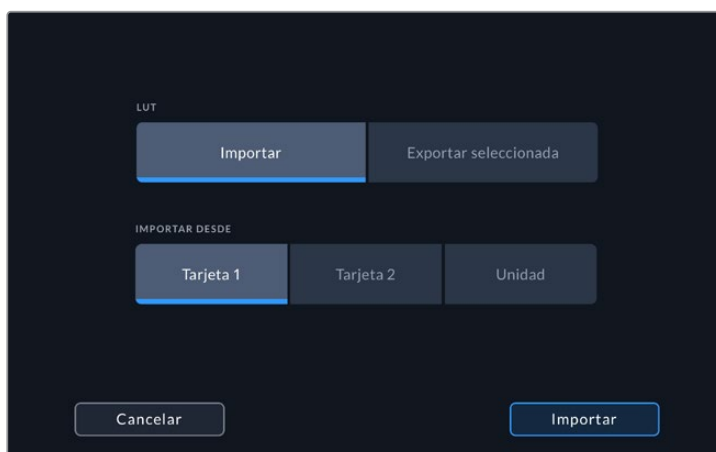 LUT
Importar Exportar seleccionada
IMPORTAR DESDE
Tarjeta 1 Tarjeta 2 Unidad
Cancelar Importar